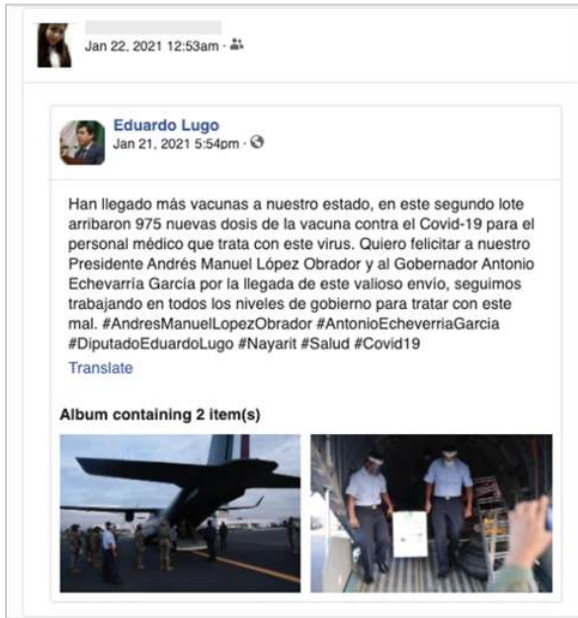 Jan 22, 2021 12:53am ·
Eduardo Lugo
Jan 21, 2021 5:54pm ·
Han llegado más vacunas a nuestro estado, en este segundo lote
arribaron 975 nuevas dosis de la vacuna contra el Covid-19 para el
personal médico que trata con este virus. Quiero felicitar a nuestro
Presidente Andrés Manuel López Obrador y al Gobernador Antonio
Echevarría García por la llegada de este valioso envío, seguimos
trabajando en todos los niveles de gobierno para tratar con este
mal. #AndresManuelLopezObrador #AntonioEcheverriaGarcia
#DiputadoEduardoLugo #Nayarit #Salud #Covid19
Translate
Album containing 2 item(s)